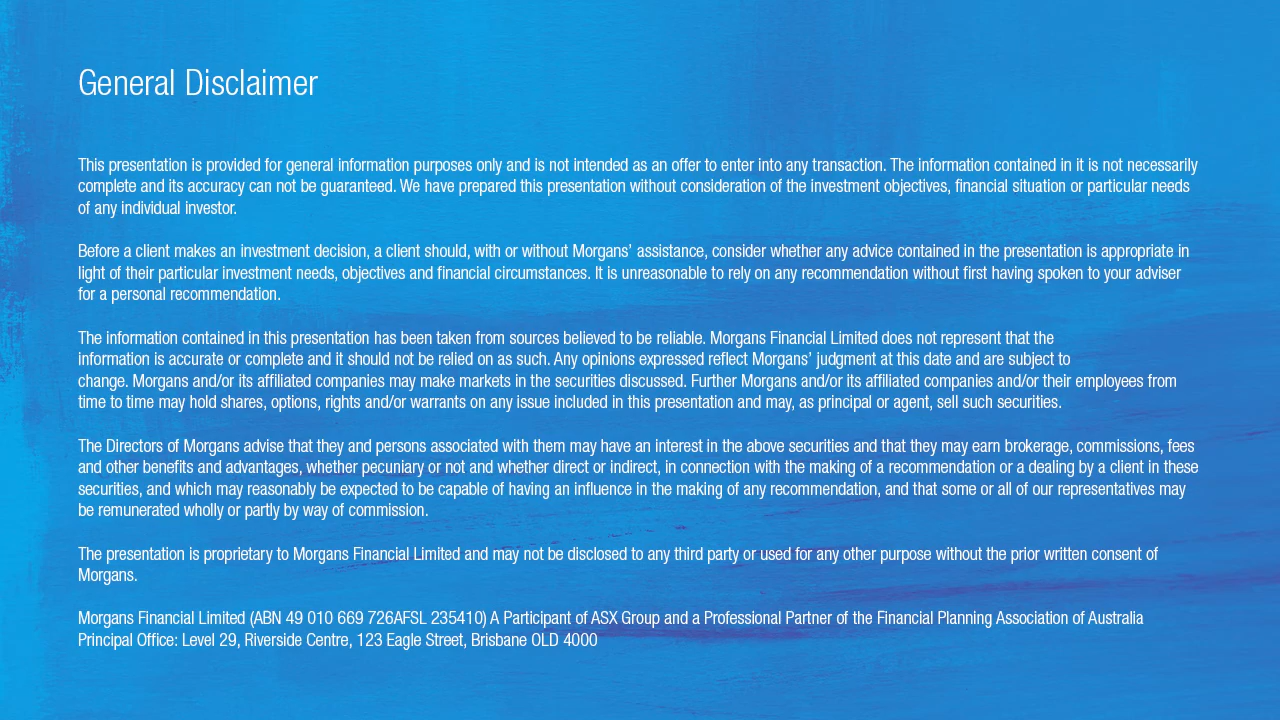 General Disclaimer
This presentation is provided for general information purposes only and is not intended as an offer to enter into any transaction. The information contained in it is not necessarily
complete and its accuracy can not be guaranteed. We have prepared this presentation without consideration of the investment objectives, financial situation or particular needs
of any individual investor.
Before a client makes an investment decision, a client should, with or without Morgans’ assistance, consider whether any advice contained in the presentation is appropriate in
light of their particular investment needs, objectives and financial circumstances. It is unreasonable to rely on any recommendation without first having spoken to your adviser
for a personal recommendation.
The information contained in this presentation has been taken from sources believed to be reliable. Morgans Financial Limited does not represent that the
information is accurate or complete and it should not be relied on as such. Any opinions expressed reflect Morgans’ judgment at this date and are subject to
change. Morgans and/or its affiliated companies may make markets in the securities discussed. Further Morgans and/or its affiliated companies and/or their employees from
time to time may hold shares, options, rights and/or warrants on any issue included in this presentation and may, as principal or agent, sell such securities.
The Directors of Morgans advise that they and persons associated with them may have an interest in the above securities and that they may earn brokerage, commissions, fees
and other benefits and advantages, whether pecuniary or not and whether direct or indirect, in connection with the making of a recommendation or a dealing by a client in these
securities, and which may reasonably be expected to be capable of having an influence in the making of any recommendation, and that some or all of our representatives may
be remunerated wholly or partly by way of commission.
The presentation is proprietary to Morgans Financial Limited and may not be disclosed to any third party or used for any other purpose without the prior written consent of
Morgans.
Morgans Financial Limited (ABN 49 010 669 726AFSL 235410) A Participant of ASX Group and a Professional Partner of the Financial Planning Association of Australia
Principal Office: Level 29, Riverside Centre, 123 Eagle Street, Brisbane OLD 4000